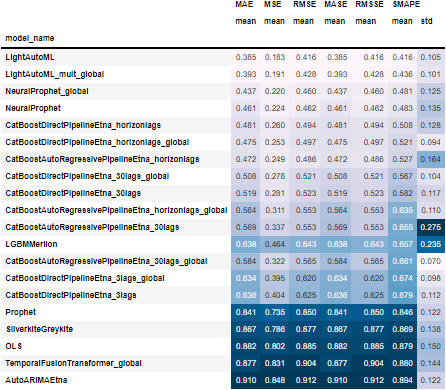 MAE MSE RMSE MASE RMSSE SMAPE
mean mean mean mean mean mean std
model_name
LightAutoML 0.385 0.183 0.416 0.385 0.416 0.416 0.105
LightAutoML_mult_global 0.393 0.191 0.428 0.393 0.428 0.436 0.101
NeuralProphet_global 0.437 0.220 0.460 0.437 0.460 0.481 0.125
NeuralProphet 0.461 0.224 0.462 0.461 0.462 0.483 0.135
CatBoostDirectPipelineEtna_horizonlags 0.481 0.260 0.494 0.481 0.494 0.508 0.128
CatBoostDirectPipelineEtna_horizonlags_global 0.475 0.253 0.497 0.475 0.497 0.521 0.094
CatBoostAutoRegressivePipelineEtna_horizonlags 0.472 0.249 0.486 0.472 0.486 0.527 0.164
CatBoostDirectPipelineEtna_30lags_global 0.508 0.278 0.521 0.508 0.521 0.567 0.104
CatBoostDirectPipelineEtna_30lags 0.519 0.281 0.523 0.519 0.523 0.582 0.117
CatBoostAutoRegressivePipelineEtna_horizonlags_global 0.564 0.311 0.553 0.564 0.553 0.635 0.110
CatBoostAutoRegressivePipelineEtna_30lags 0.569 0.337 0.553 0.569 0.553 0.655 0.275
LGBMMerlion 0.638 0.464 0.643 0.638 0.643 0.657 0.235
CatBoostAutoRegressivePipelineEtna_30lags_global 0.584 0.322 0.565 0.584 0.565 0.661 0.070
CatBoostDirectPipelineEtna_3lags_global 0.634 0.395 0.620 0.634 0.620 0.674 0.098
CatBoostDirectPipelineEtna_3lags 0.636 0.404 0.625 0.636 0.625 0.679 0.112
Prophet 0.841 0.735 0.850 0.841 0.850 0.846 0.122
SilverkiteGreykite 0.867 0.786 0.877 0.867 0.877 0.869 0.138
OLS 0.882 0.802 0.885 0.882 0.885 0.879 0.150
TemporalFusionTransformer_global 0.877 0.831 0.904 0.877 0.904 0.880 0.144
AutoARIMAEtna 0.910 0.848 0.912 0.910 0.912 0.894 0.122